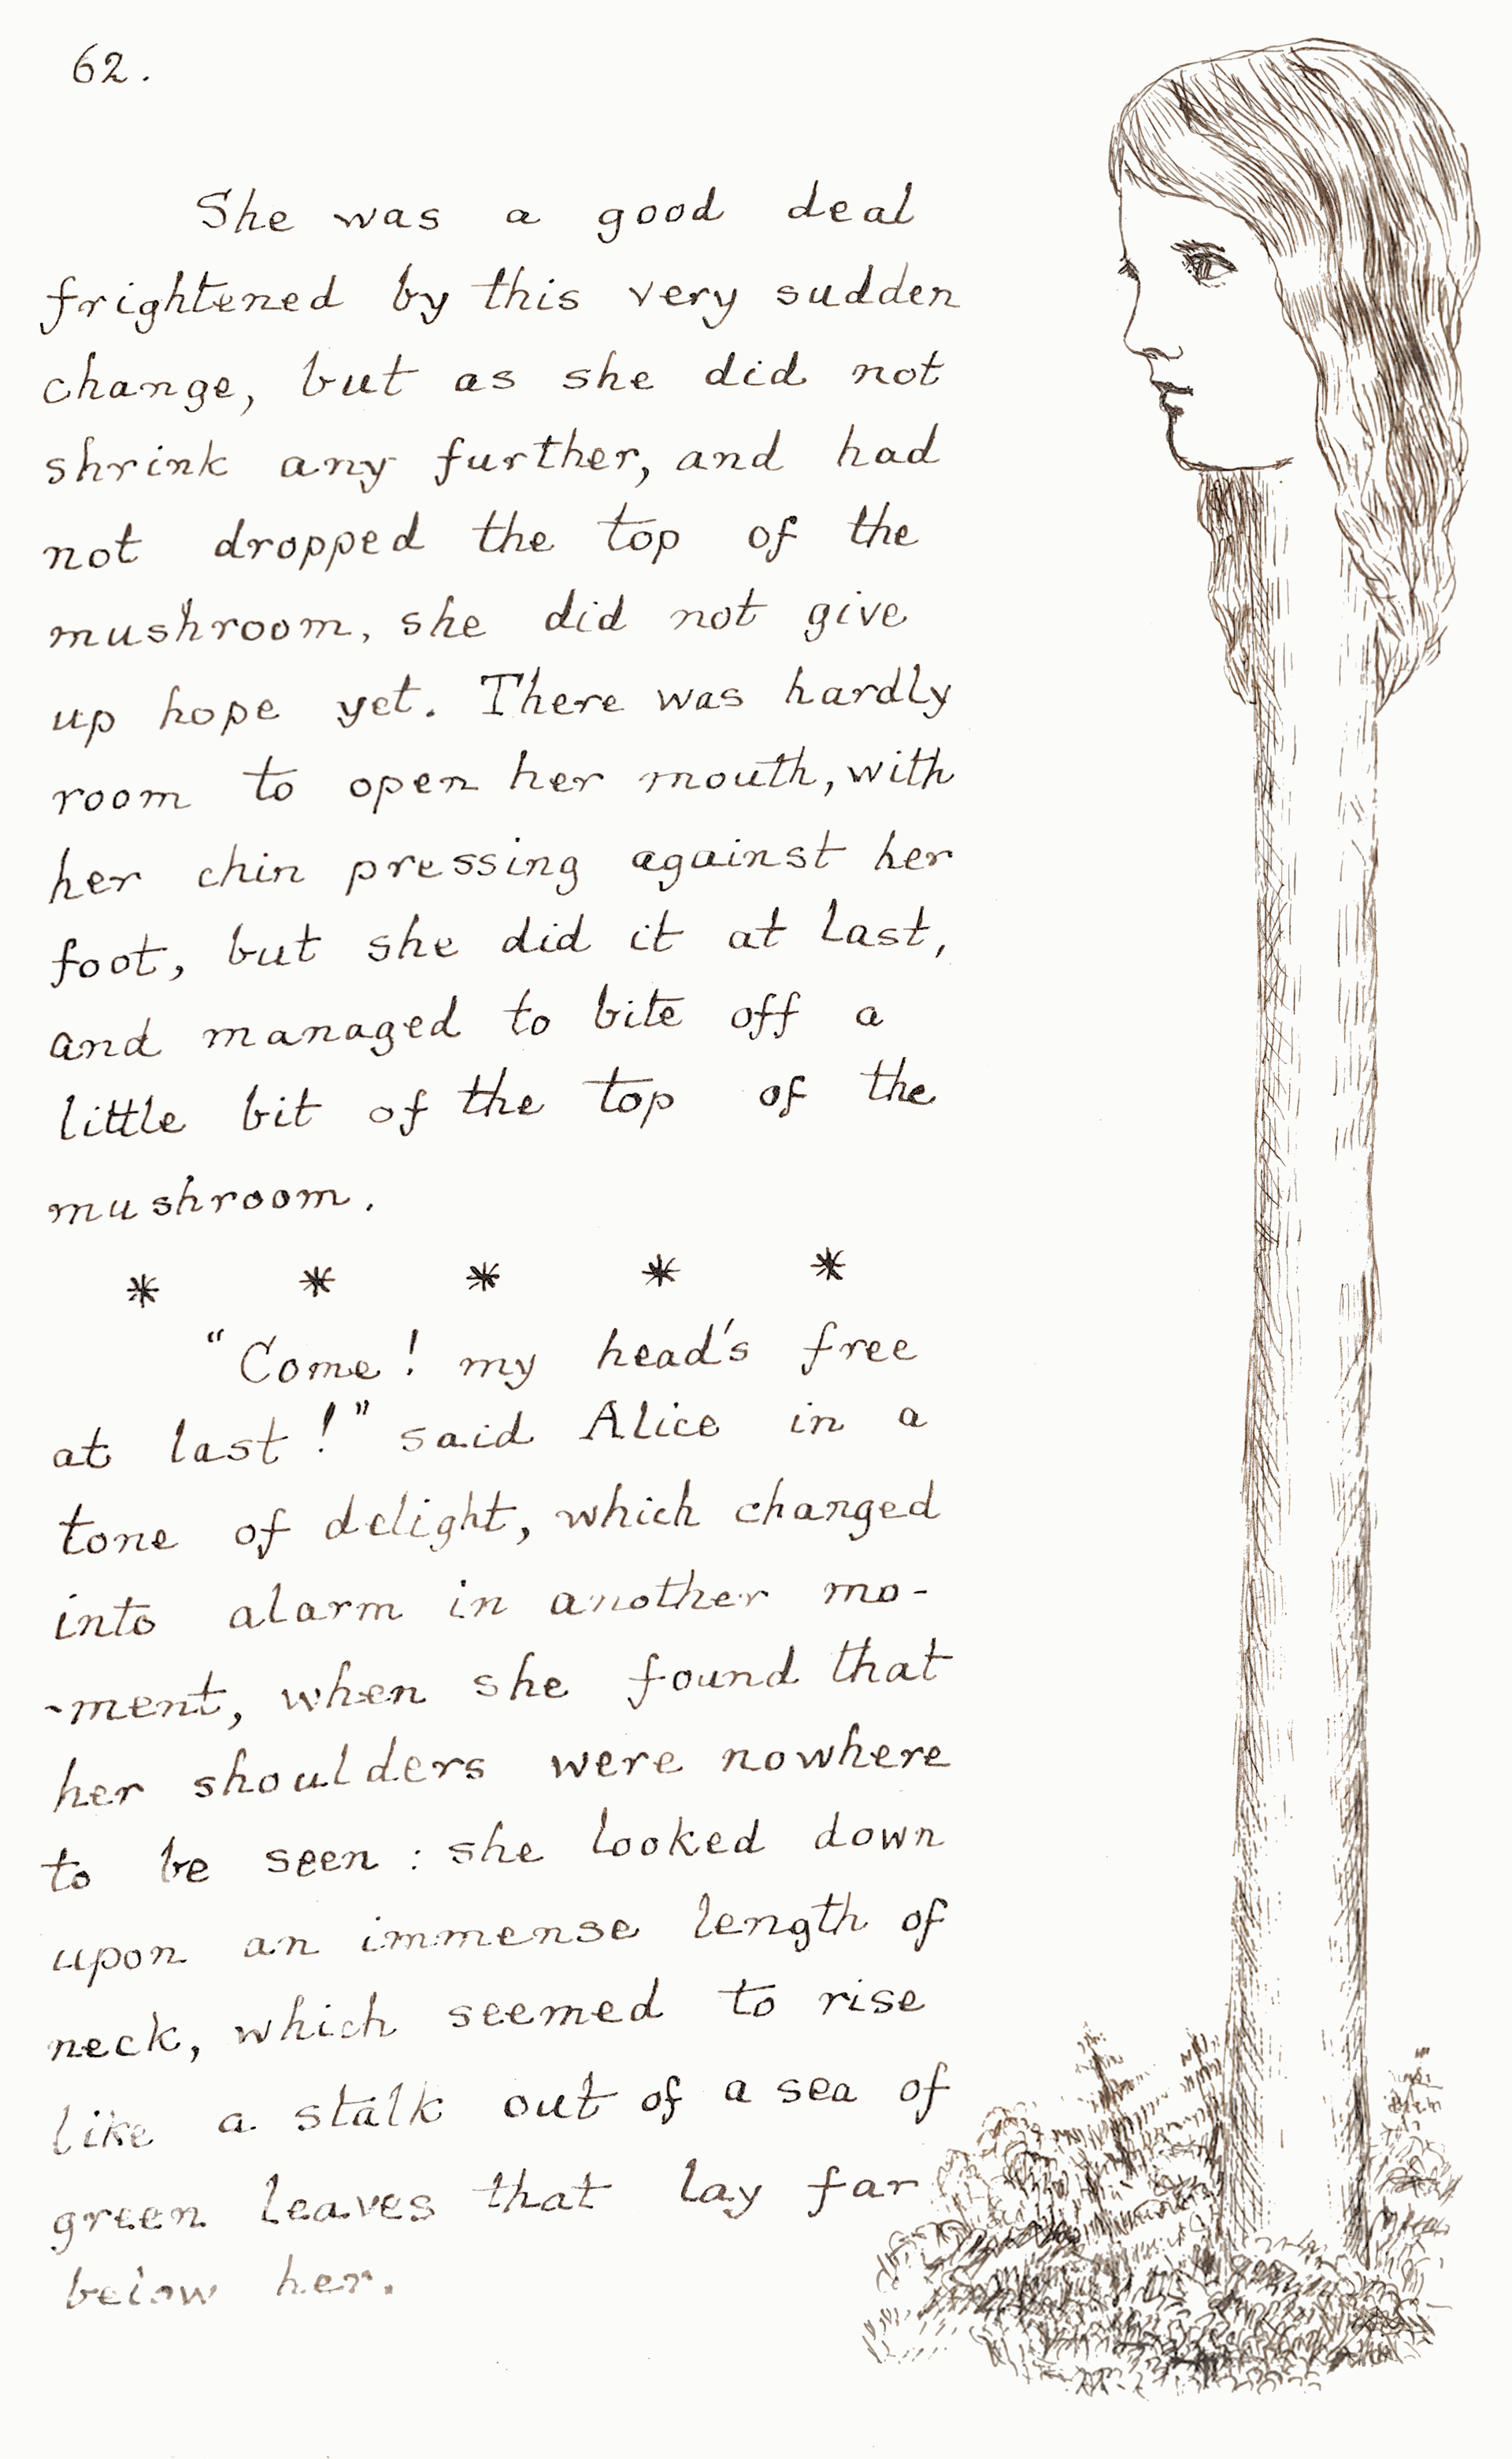 62.
She was a good deal
frightened by this very sudden
change, but as she did not
shrink any further, and had
not dropped the top of the
mushroom, she did not give
up hope yet. There was hardly
room to open her mouth, with
her chin pressing against her
foot, but she did it at last,
and managed to bite off a
little bit of the top of the
mushroom.
* * * * *
"Come! my head's free
at last!" said Alice in a
tone of delight, which changed
into alarm in another mo-
-ment, when she found that
her shoulders were nowhere
to be seen : she looked down
upon an immense length of
neck, which seemed to rise
like a stalk out of a sea of
green leaves that lay far
below her.